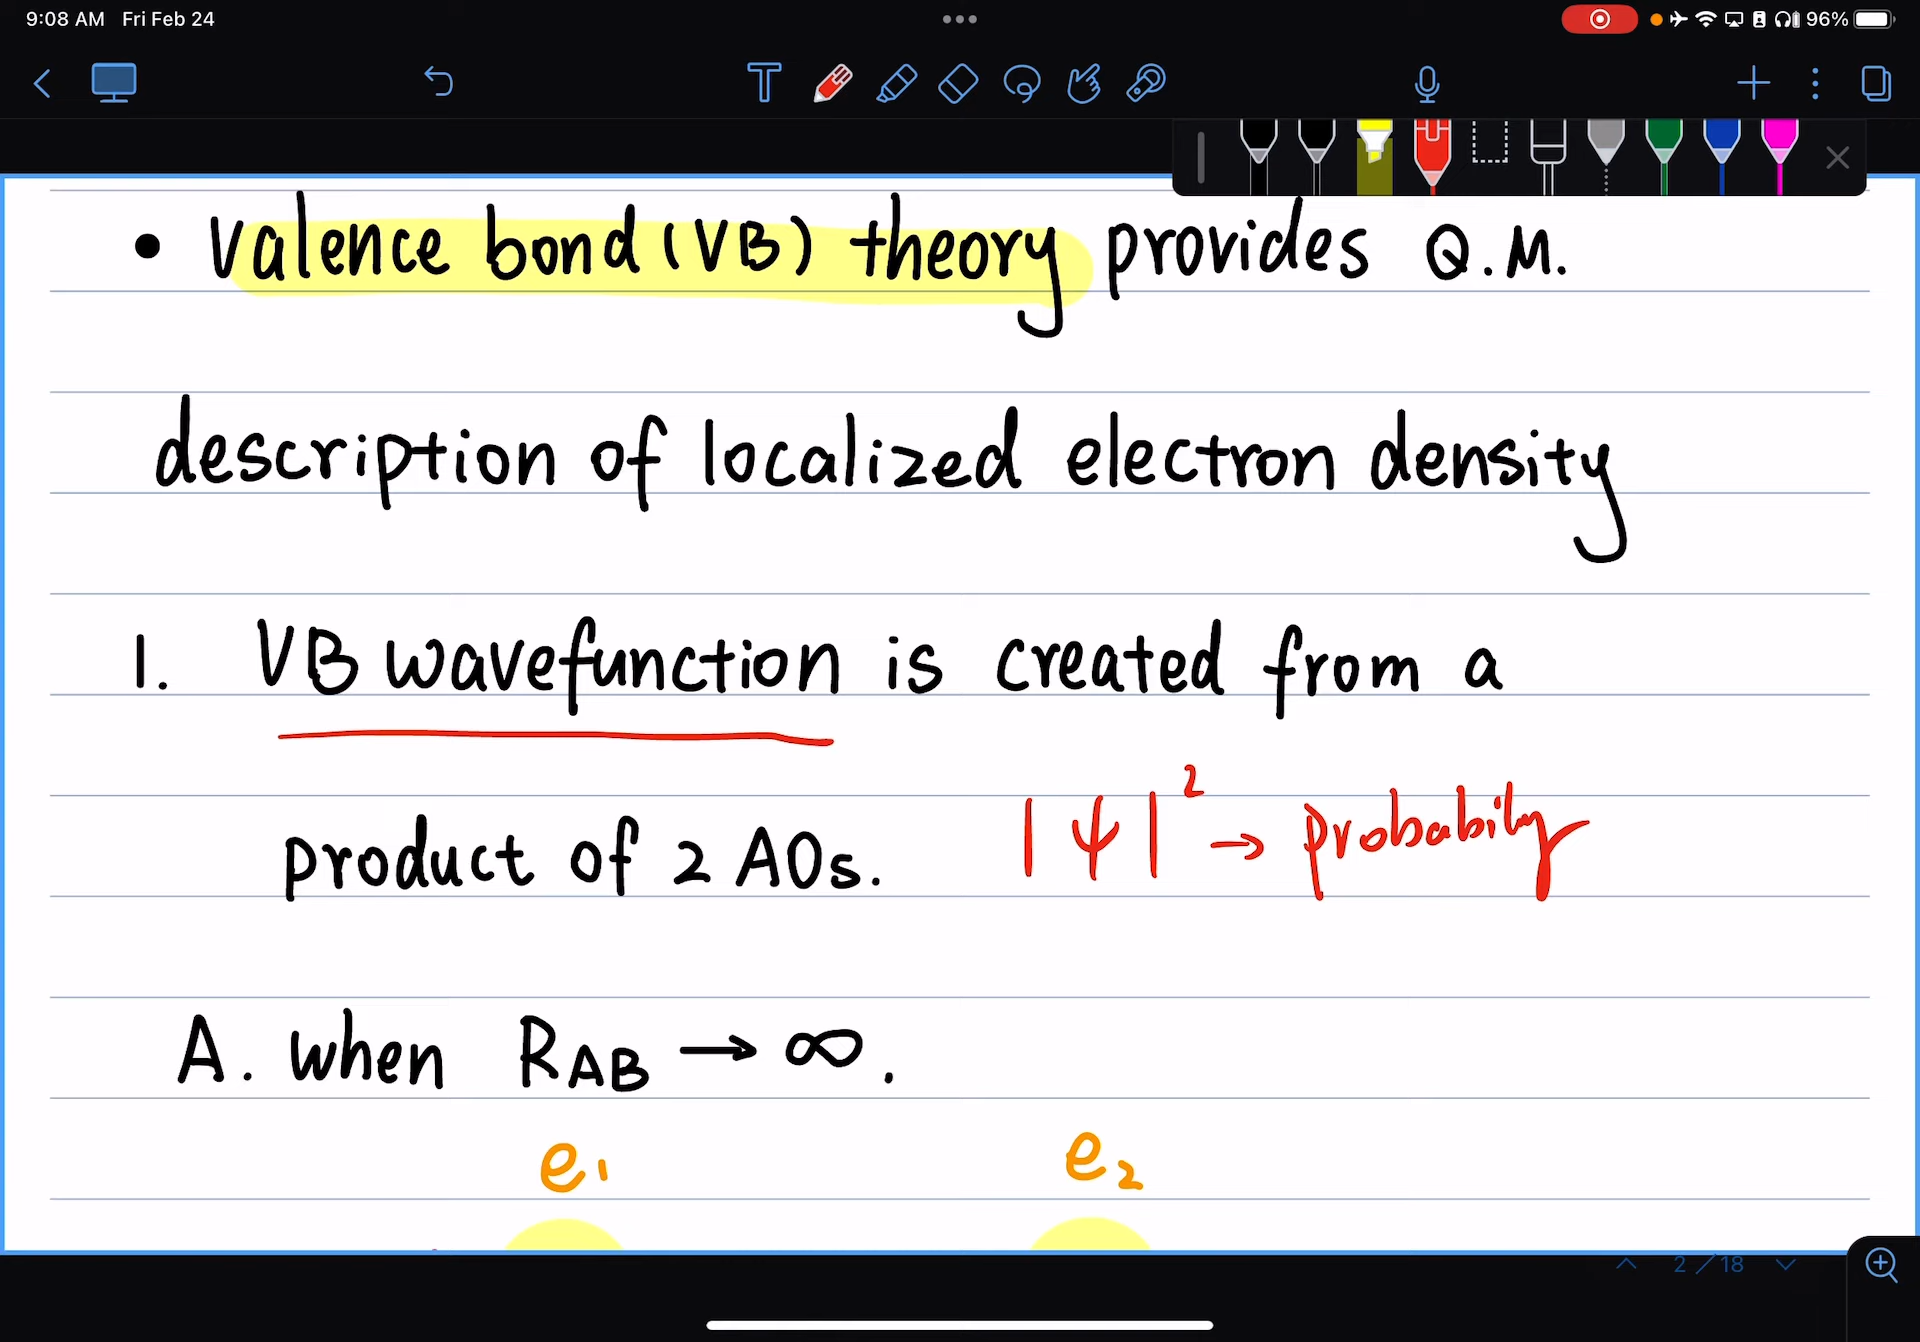 9:08 AM Fri Feb 24
96%
• Valence bond (VB) theory provides Q.M.
description of localized electron density
1. VB wavefunction is created from a
product of 2 AOs. |ψ|² → probability
A. when R_AB → ∞.
e₁ e₂
2 / 18